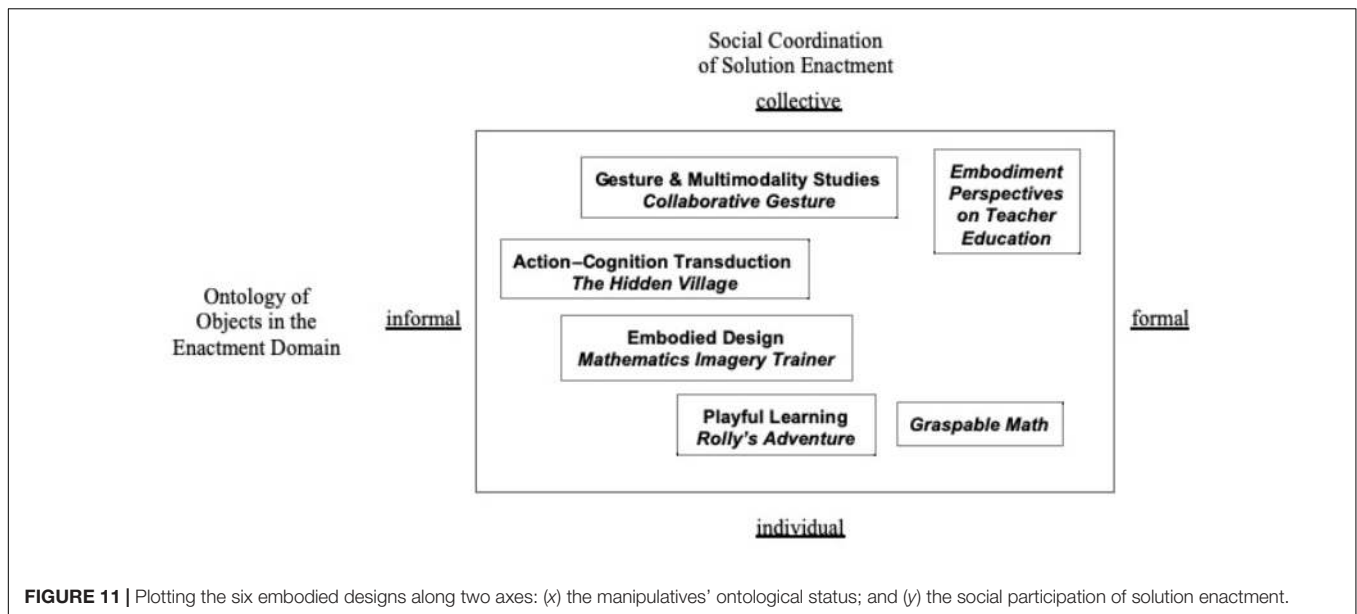 Social Coordination
of Solution Enactment
collective
Gesture & Multimodality Studies
Collaborative Gesture
Embodiment
Perspectives
on Teacher
Education
Action–Cognition Transduction
The Hidden Village
Ontology of
Objects in the
Enactment Domain
informal
formal
Embodied Design
Mathematics Imagery Trainer
Playful Learning
Rolly's Adventure
Graspable Math
individual
FIGURE 11 | Plotting the six embodied designs along two axes: (x) the manipulatives' ontological status; and (y) the social participation of solution enactment.